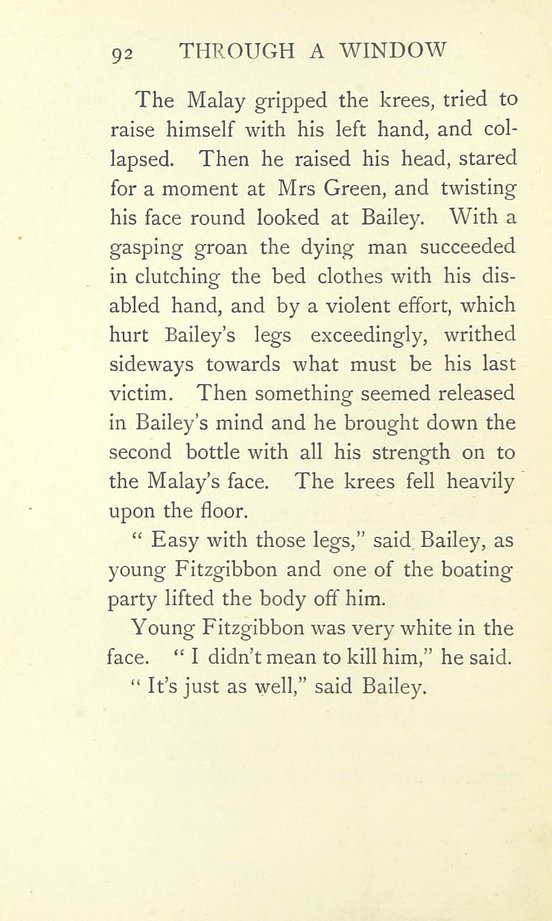 92 THROUGH A WINDOW
The Malay gripped the krees, tried to
raise himself with his left hand, and col-
lapsed. Then he raised his head, stared
for a moment at Mrs Green, and twisting
his face round looked at Bailey. With a
gasping groan the dying man succeeded
in clutching the bed clothes with his dis-
abled hand, and by a violent effort, which
hurt Bailey's legs exceedingly, writhed
sideways towards what must be his last
victim. Then something seemed released
in Bailey's mind and he brought down the
second bottle with all his strength on to
the Malay's face. The krees fell heavily
upon the floor.
“ Easy with those legs,” said Bailey, as
young Fitzgibbon and one of the boating
party lifted the body off him.
Young Fitzgibbon was very white in the
face. “ I didn't mean to kill him,” he said.
“ It's just as well,” said Bailey.